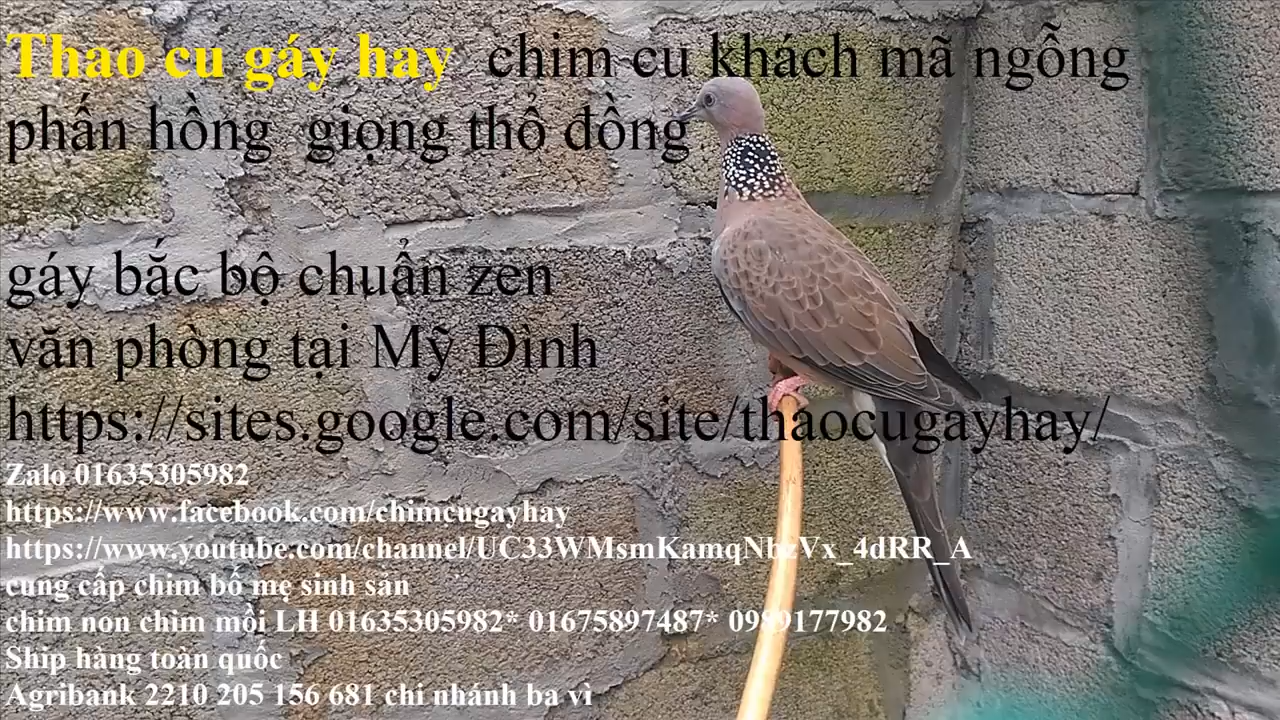 Thao cu gáy hay chim cu khách mã ngỗng
phấn hồng giọng thổ đồng
gáy bắc bộ chuẩn zen
văn phòng tại Mỹ Đình
https://sites.google.com/site/thaocugayhay/
Zalo 01635305982
https://www.facebook.com/chimcugayhay
https://www.youtube.com/channel/UC33WMsmKamqNbzVx_4dRR_A
cung cấp chim bố mẹ sinh sản
chim non chim mồi LH 01635305982* 01675897487* 0989177982
Ship hàng toàn quốc
Agribank 2210 205 156 681 chi nhánh ba vì